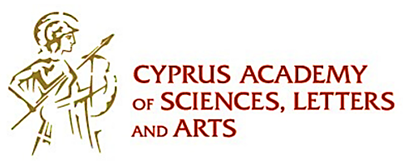 CYPRUS ACADEMY
OF SCIENCES, LETTERS
AND ARTS